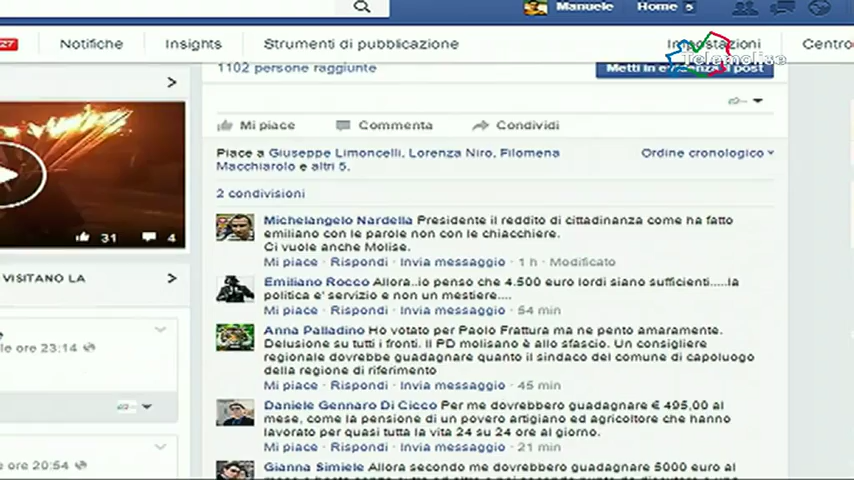 Manuele Home 5
27 Notifiche Insights Strumenti di pubblicazione Impostazioni Centro
Telemolise
1102 persone raggiunte Metti in evidenza il post
Mi piace Commenta Condividi
Piace a Giuseppe Limoncelli, Lorenza Niro, Filomena
Macchiarolo e altri 5.
Ordine cronologico
2 condivisioni
31 4
Michelangelo Nardella Presidente il reddito di cittadinanza come ha fatto
emiliano con le parole non con le chiacchiere.
Ci vuole anche Molise.
Mi piace · Rispondi · Invia messaggio · 1 h · Modificato
VISITANO LA
Emiliano Rocco Allora..io penso che 4.500 euro lordi siano sufficienti.....la
politica e' servizio e non un mestiere....
Mi piace · Rispondi · Invia messaggio · 54 min
Anna Palladino Ho votato per Paolo Frattura ma ne pento amaramente.
Delusione su tutti i fronti. Il PD molisano è allo sfascio. Un consigliere
regionale dovrebbe guadagnare quanto il sindaco del comune di capoluogo
della regione di riferimento
Mi piace · Rispondi · Invia messaggio · 45 min
le ore 23:14
Daniele Gennaro Di Cicco Per me dovrebbero guadagnare € 495,00 al
mese, come la pensione di un povero artigiano ed agricoltore che hanno
lavorato per quasi tutta la vita 24 su 24 ore al giorno.
Mi piace · Rispondi · Invia messaggio · 21 min
le ore 20:54
Gianna Simiele Allora secondo me dovrebbero guadagnare 5000 euro al